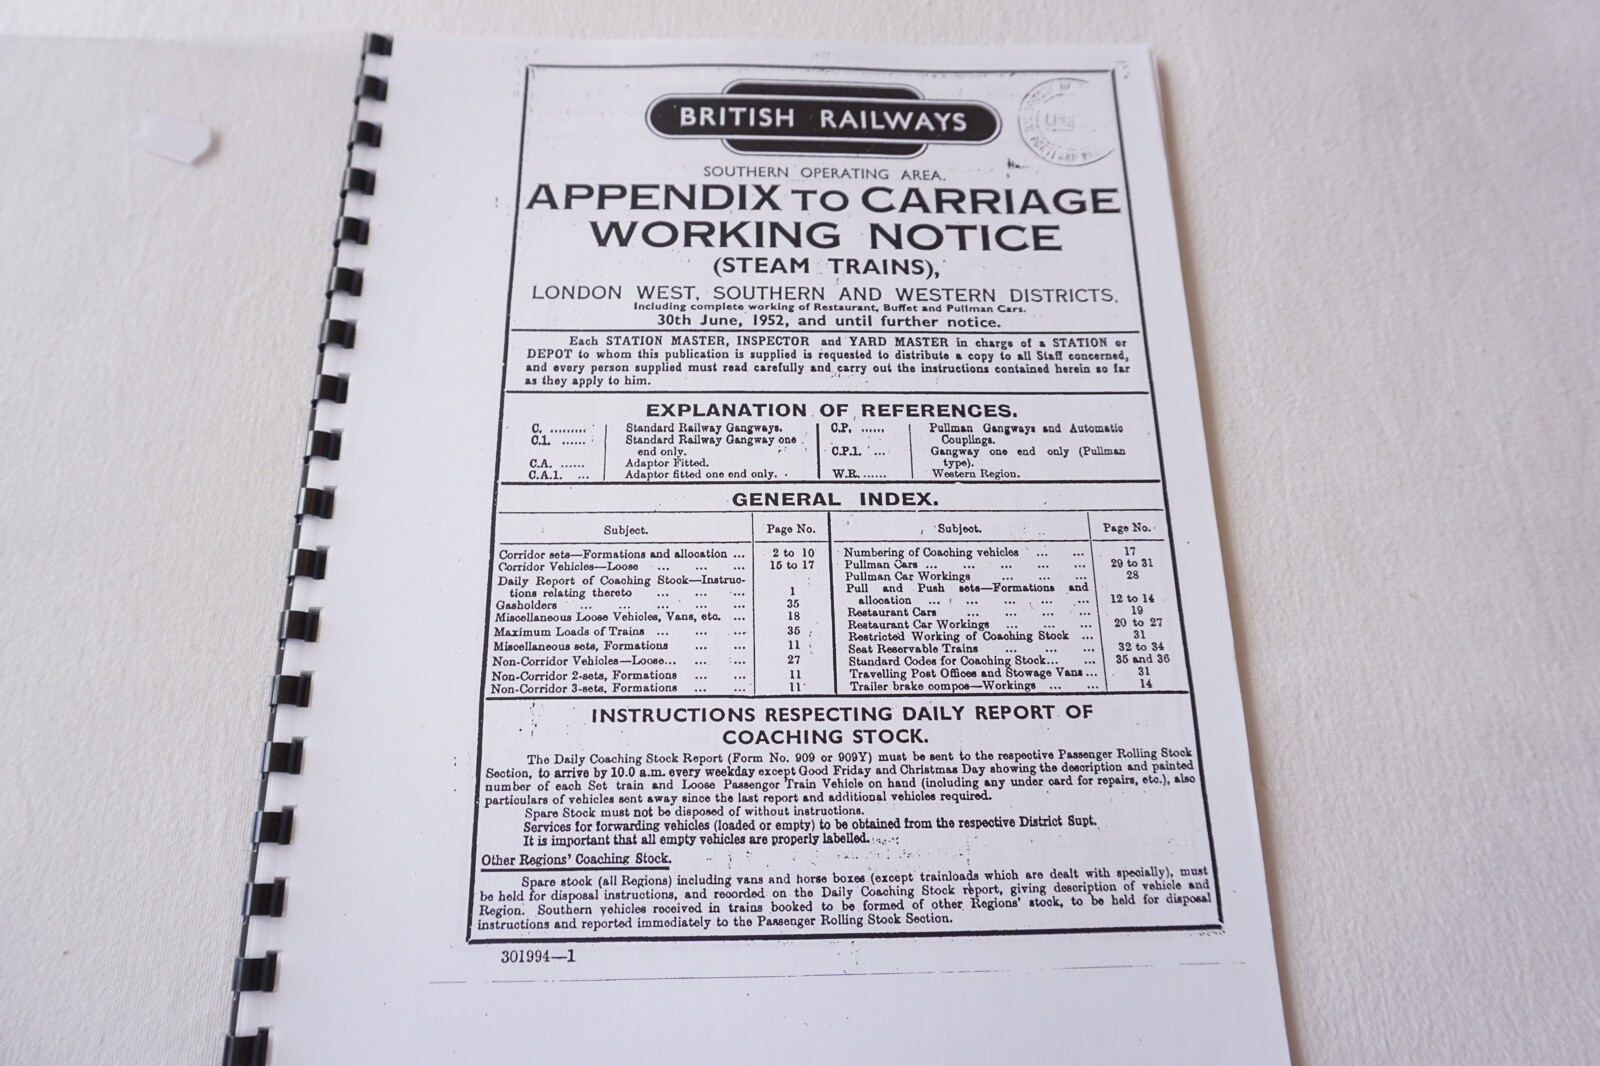 BRITISH RAILWAYS
SOUTHERN OPERATING AREA.
APPENDIX TO CARRIAGE
WORKING NOTICE
(STEAM TRAINS),
LONDON WEST, SOUTHERN AND WESTERN DISTRICTS,
Including complete working of Restaurant, Buffet and Pullman Cars.
30th June, 1952, and until further notice.
Each STATION MASTER, INSPECTOR and YARD MASTER in charge of a STATION or
DEPOT to whom this publication is supplied is requested to distribute a copy to all Staff concerned,
and every person supplied must read carefully and carry out the instructions contained herein so far
as they apply to him.
EXPLANATION OF REFERENCES.
C. ......... Standard Railway Gangways.
C.1. ...... Standard Railway Gangway one
end only.
C.A. ...... Adaptor Fitted.
C.A.1. ... Adaptor fitted one end only.
C.P. ...... Pullman Gangways and Automatic
Couplings.
C.P.1. ... Gangway one end only (Pullman
type).
W.R. ...... Western Region.
GENERAL INDEX.
Subject. Page No.
Corridor sets—Formations and allocation ... 2 to 10
Corridor Vehicles—Loose ... ... ... 15 to 17
Daily Report of Coaching Stock—Instruc-
tions relating thereto ... ... ... 1
Gasholders ... ... ... ... ... 35
Miscellaneous Loose Vehicles, Vans, etc. ... 18
Maximum Loads of Trains ... ... ... 35
Miscellaneous sets, Formations ... ... 11
Non-Corridor Vehicles—Loose... ... ... 27
Non-Corridor 2-sets, Formations ... ... 11
Non-Corridor 3-sets, Formations ... ... 11
Subject. Page No.
Numbering of Coaching vehicles ... ... 17
Pullman Cars ... ... ... ... ... 29 to 31
Pullman Car Workings ... ... ... 28
Pull and Push sets—Formations and
allocation ... ... ... ... ... 12 to 14
Restaurant Cars ... ... ... ... 19
Restaurant Car Workings ... ... ... 20 to 27
Restricted Working of Coaching Stock ... 31
Seat Reservable Trains ... ... ... 32 to 34
Standard Codes for Coaching Stock... ... 35 and 36
Travelling Post Offices and Stowage Vans ... 31
Trailer brake compos—Workings ... ... 14
INSTRUCTIONS RESPECTING DAILY REPORT OF
COACHING STOCK.
The Daily Coaching Stock Report (Form No. 909 or 909Y) must be sent to the respective Passenger Rolling Stock
Section, to arrive by 10.0 a.m. every weekday except Good Friday and Christmas Day showing the description and painted
number of each Set train and Loose Passenger Train Vehicle on hand (including any under card for repairs, etc.), also
particulars of vehicles sent away since the last report and additional vehicles required.
Spare Stock must not be disposed of without instructions.
Services for forwarding vehicles (loaded or empty) to be obtained from the respective District Supt.
It is important that all empty vehicles are properly labelled.
Other Regions' Coaching Stock.
Spare stock (all Regions) including vans and horse boxes (except trainloads which are dealt with specially), must
be held for disposal instructions, and recorded on the Daily Coaching Stock report, giving description of vehicle and
Region. Southern vehicles received in trains booked to be formed of other Regions' stock, to be held for disposal
instructions and reported immediately to the Passenger Rolling Stock Section.
301994—1